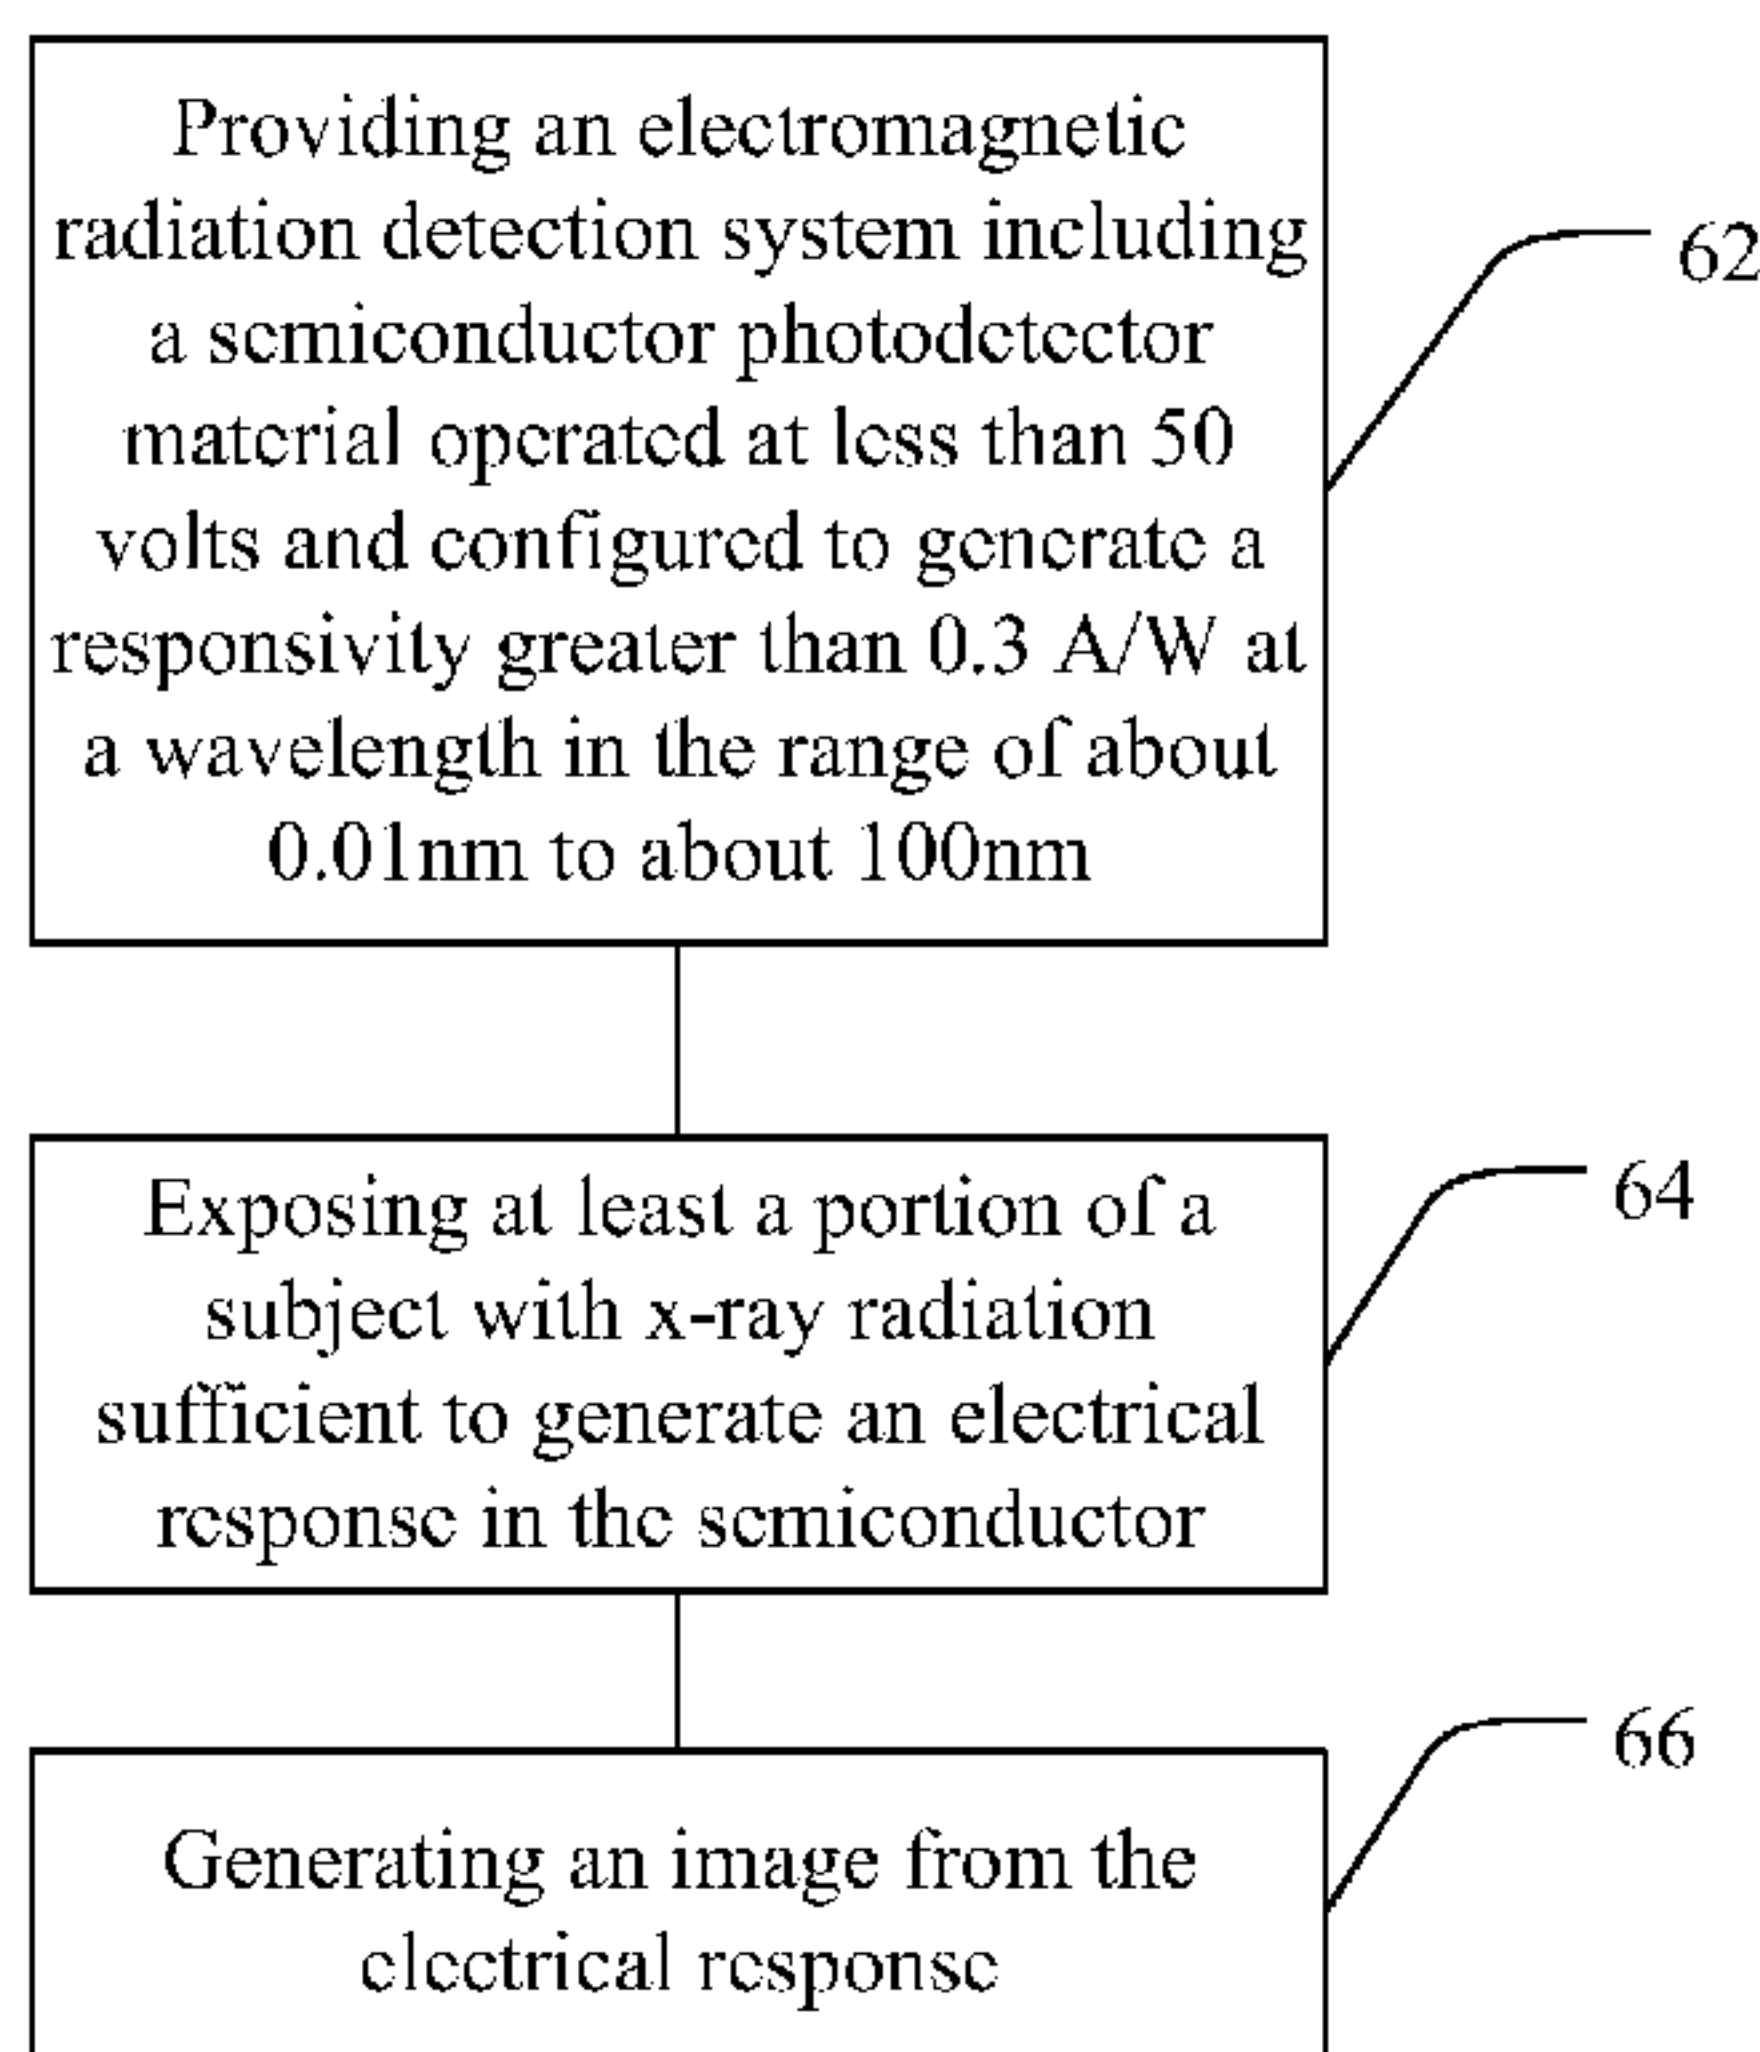 Providing an electromagnetic
radiation detection system including
a semiconductor photodetector
material operated at less than 50
volts and configured to generate a
responsivity greater than 0.3 A/W at
a wavelength in the range of about
0.01nm to about 100nm
62
Exposing at least a portion of a
subject with x-ray radiation
sufficient to generate an electrical
response in the semiconductor
64
Generating an image from the
electrical response
66